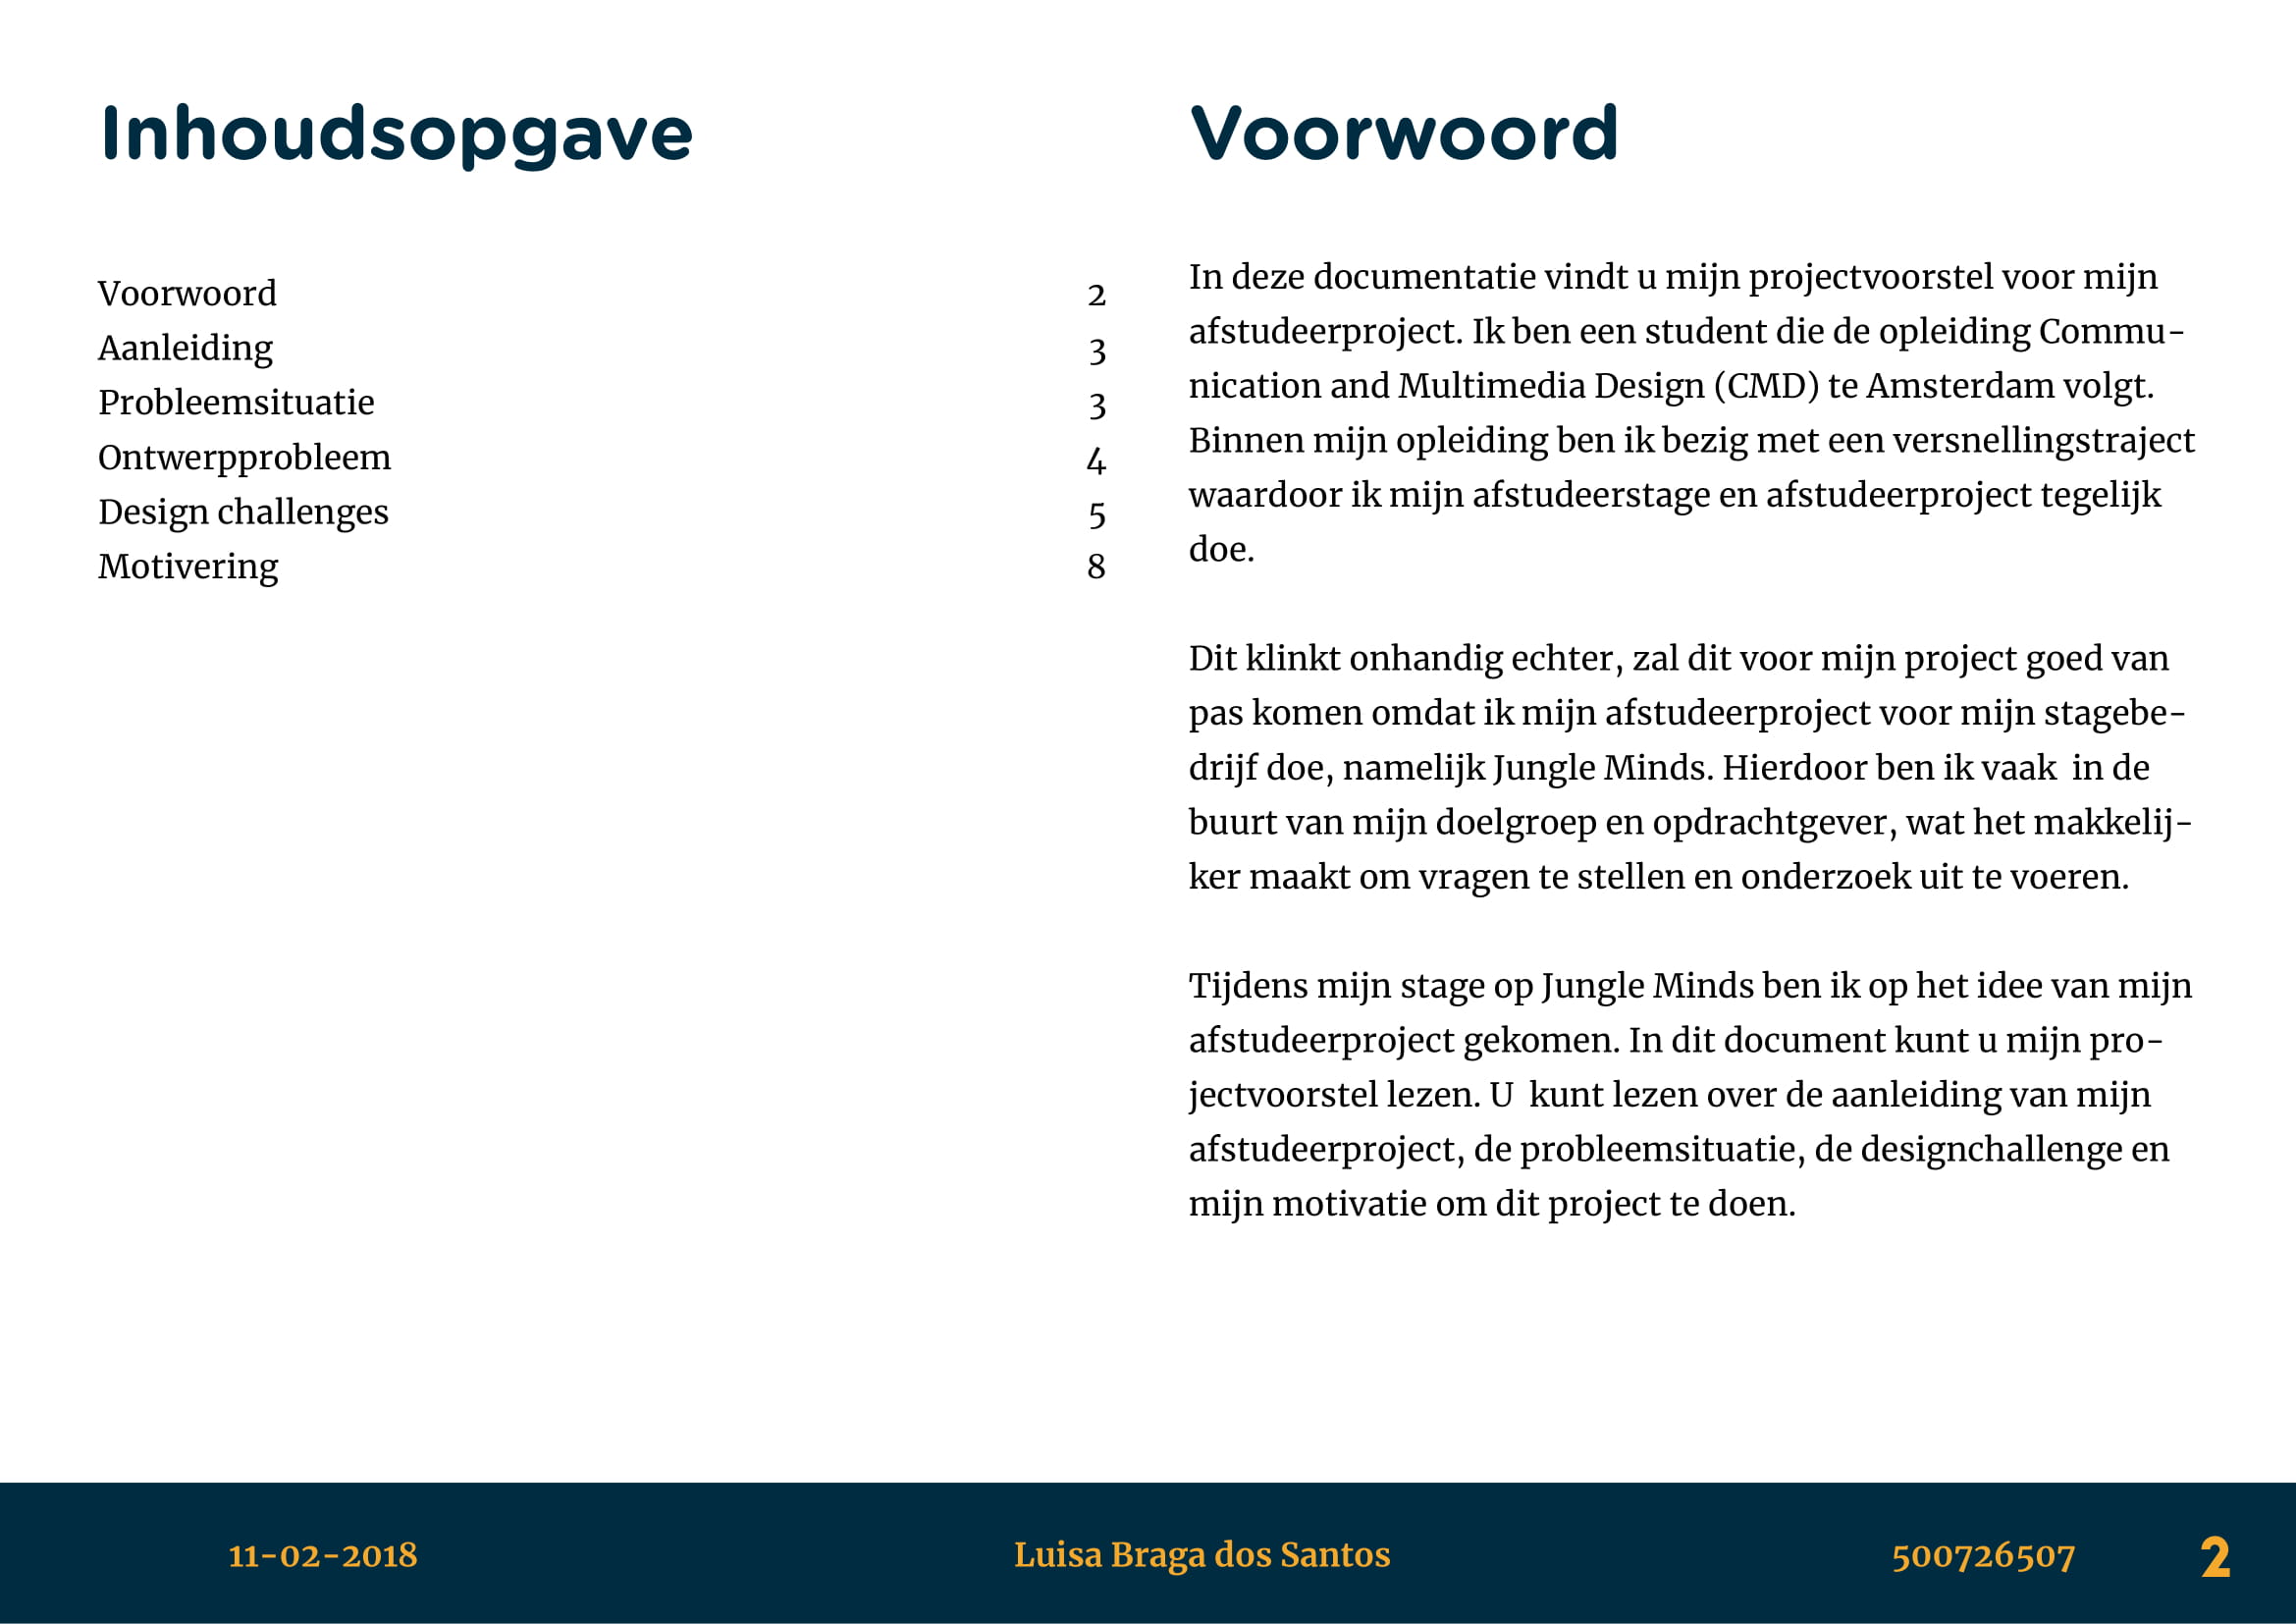 Inhoudsopgave
Voorwoord 2
Aanleiding 3
Probleemsituatie 3
Ontwerpprobleem 4
Design challenges 5
Motivering 8
Voorwoord
In deze documentatie vindt u mijn projectvoorstel voor mijn
afstudeerproject. Ik ben een student die de opleiding Commu-
nication and Multimedia Design (CMD) te Amsterdam volgt.
Binnen mijn opleiding ben ik bezig met een versnellingstraject
waardoor ik mijn afstudeerstage en afstudeerproject tegelijk
doe.
Dit klinkt onhandig echter, zal dit voor mijn project goed van
pas komen omdat ik mijn afstudeerproject voor mijn stagebe-
drijf doe, namelijk Jungle Minds. Hierdoor ben ik vaak  in de
buurt van mijn doelgroep en opdrachtgever, wat het makkelij-
ker maakt om vragen te stellen en onderzoek uit te voeren.
Tijdens mijn stage op Jungle Minds ben ik op het idee van mijn
afstudeerproject gekomen. In dit document kunt u mijn pro-
jectvoorstel lezen. U  kunt lezen over de aanleiding van mijn
afstudeerproject, de probleemsituatie, de designchallenge en
mijn motivatie om dit project te doen.
11-02-2018 Luisa Braga dos Santos 500726507 2